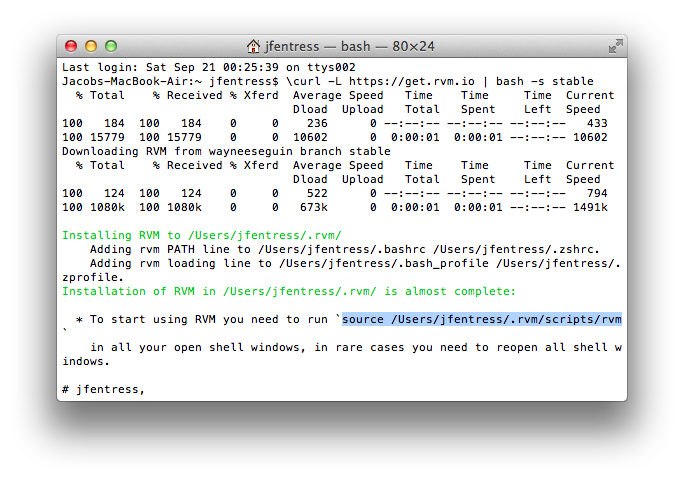 jfentress — bash — 80×24
Last login: Sat Sep 21 00:25:39 on ttys002
Jacobs-MacBook-Air:~ jfentress$ \curl -L https://get.rvm.io | bash -s stable
  % Total    % Received % Xferd  Average Speed   Time    Time     Time  Current
                                 Dload  Upload   Total   Spent    Left  Speed
100   184  100   184    0     0    236      0 --:--:-- --:--:-- --:--:--   433
100 15779  100 15779    0     0  10602      0  0:00:01  0:00:01 --:--:-- 10602
Downloading RVM from wayneeseguin branch stable
  % Total    % Received % Xferd  Average Speed   Time    Time     Time  Current
                                 Dload  Upload   Total   Spent    Left  Speed
100   124  100   124    0     0    522      0 --:--:-- --:--:-- --:--:--   794
100 1080k  100 1080k    0     0   673k      0  0:00:01  0:00:01 --:--:-- 1491k
Installing RVM to /Users/jfentress/.rvm/
    Adding rvm PATH line to /Users/jfentress/.bashrc /Users/jfentress/.zshrc.
    Adding rvm loading line to /Users/jfentress/.bash_profile /Users/jfentress/.
zprofile.
Installation of RVM in /Users/jfentress/.rvm/ is almost complete:
  * To start using RVM you need to run `source /Users/jfentress/.rvm/scripts/rvm
`
    in all your open shell windows, in rare cases you need to reopen all shell w
indows.
# jfentress,